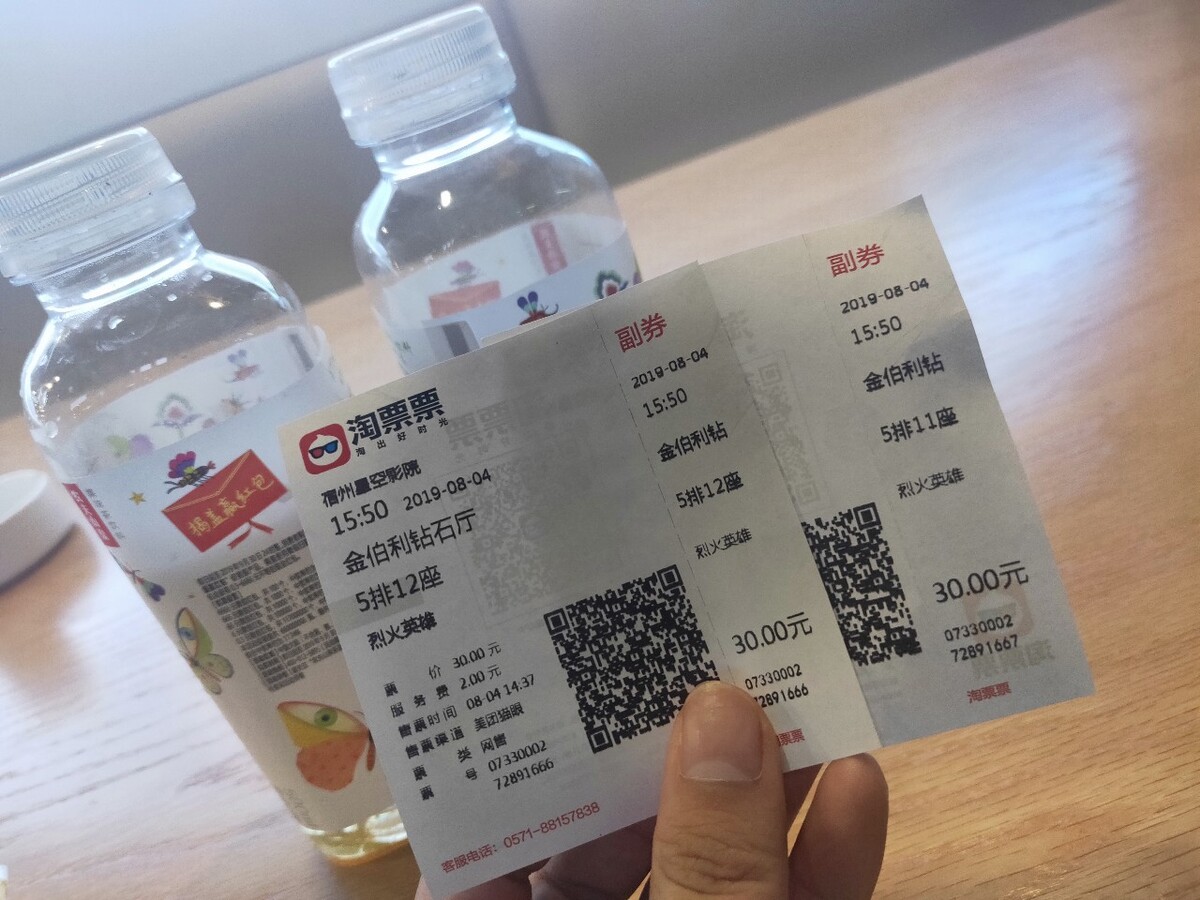 揭盖赢红包
淘票票
淘出好时光
宿州星空影院
15:50 2019-08-04
金伯利钻石厅
5排12座
烈火英雄
票 价 30.00 元
服 务 费 2.00 元
售票时间 08-04 14:37
售票渠道 美团猫眼
票 类 网售
票 号 07330002
72891666
客服电话：0571-88157838
副券
2019-08-04
15:50
金伯利钻
5排12座
烈火英雄
30.00元
07330002
72891666
票票
副券
2019-08-04
15:50
金伯利钻
5排11座
烈火英雄
30.00元
07330002
72891667
淘票票